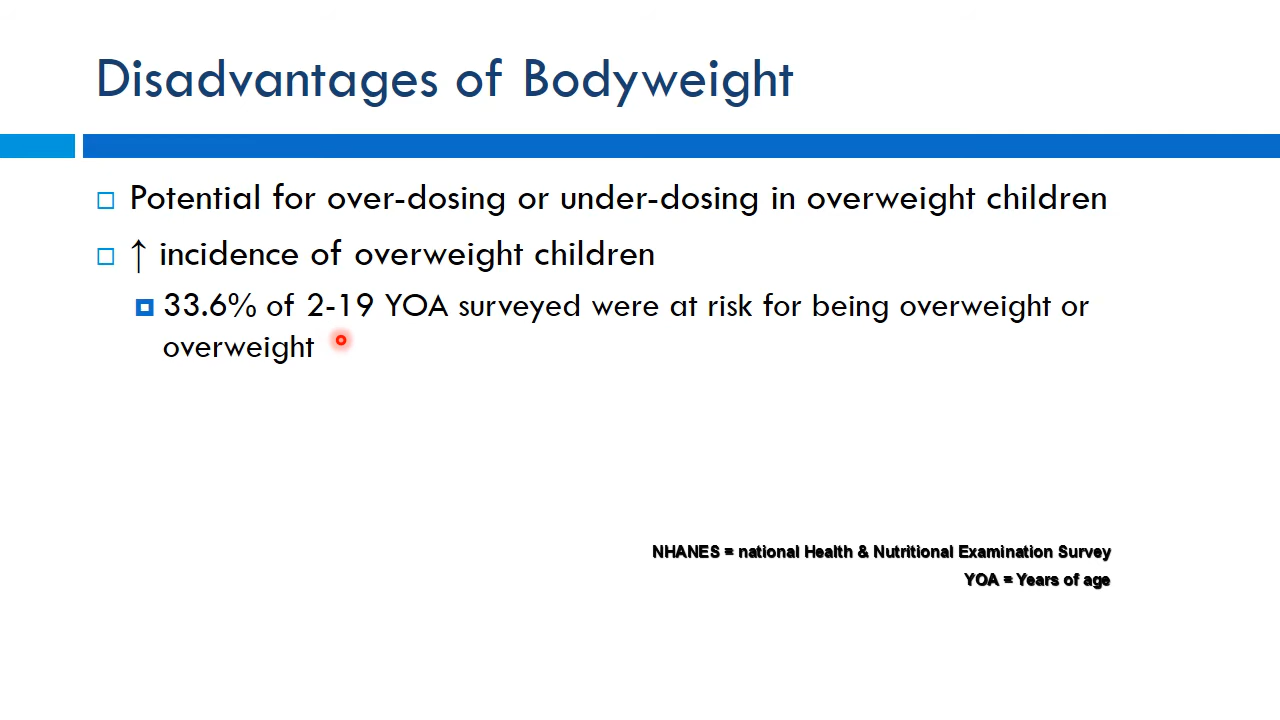 Disadvantages of Bodyweight
Potential for over-dosing or under-dosing in overweight children
↑ incidence of overweight children
33.6% of 2-19 YOA surveyed were at risk for being overweight or
overweight
NHANES = national Health & Nutritional Examination Survey
YOA = Years of age